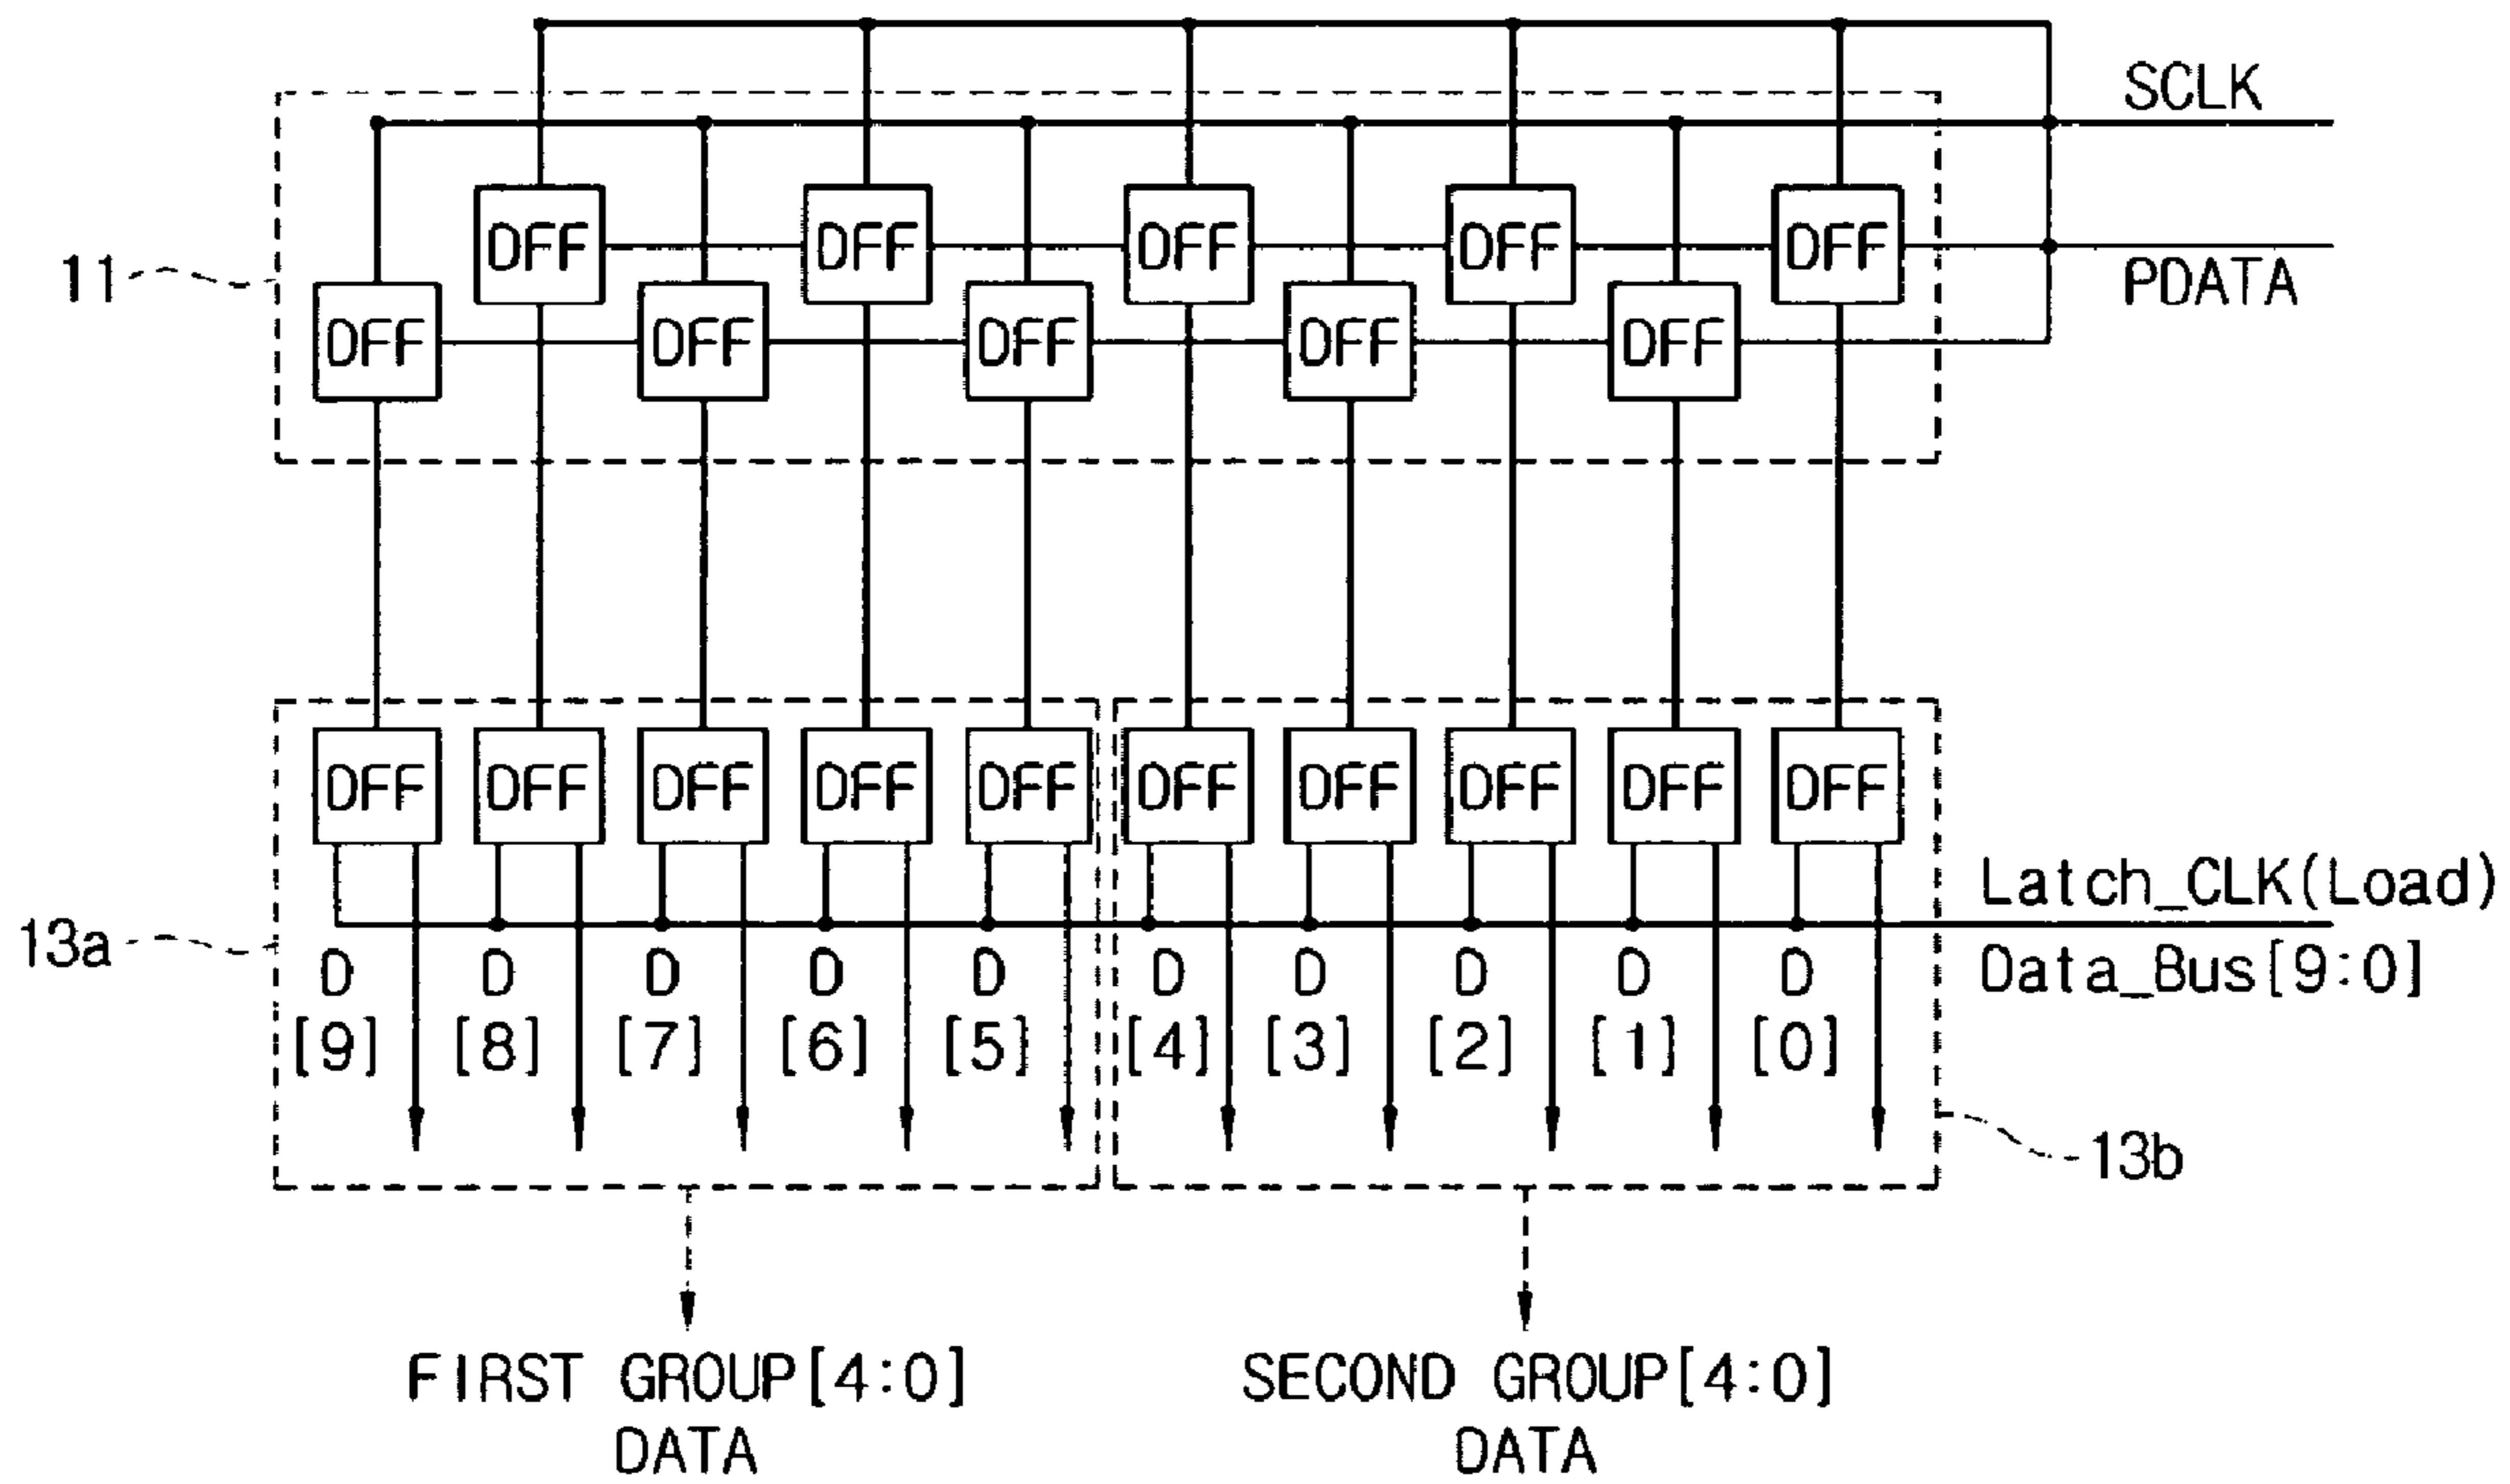 SCLK
DFF DFF DFF DFF DFF
PDATA
11
DFF DFF DFF DFF DFF
DFF DFF DFF DFF DFF DFF DFF DFF DFF DFF
Latch_CLK(Load)
13a
D D D D D D D D D D
Data_Bus[9:0]
[9] [8] [7] [6] [5] [4] [3] [2] [1] [0]
13b
FIRST GROUP[4:0] DATA
SECOND GROUP[4:0] DATA